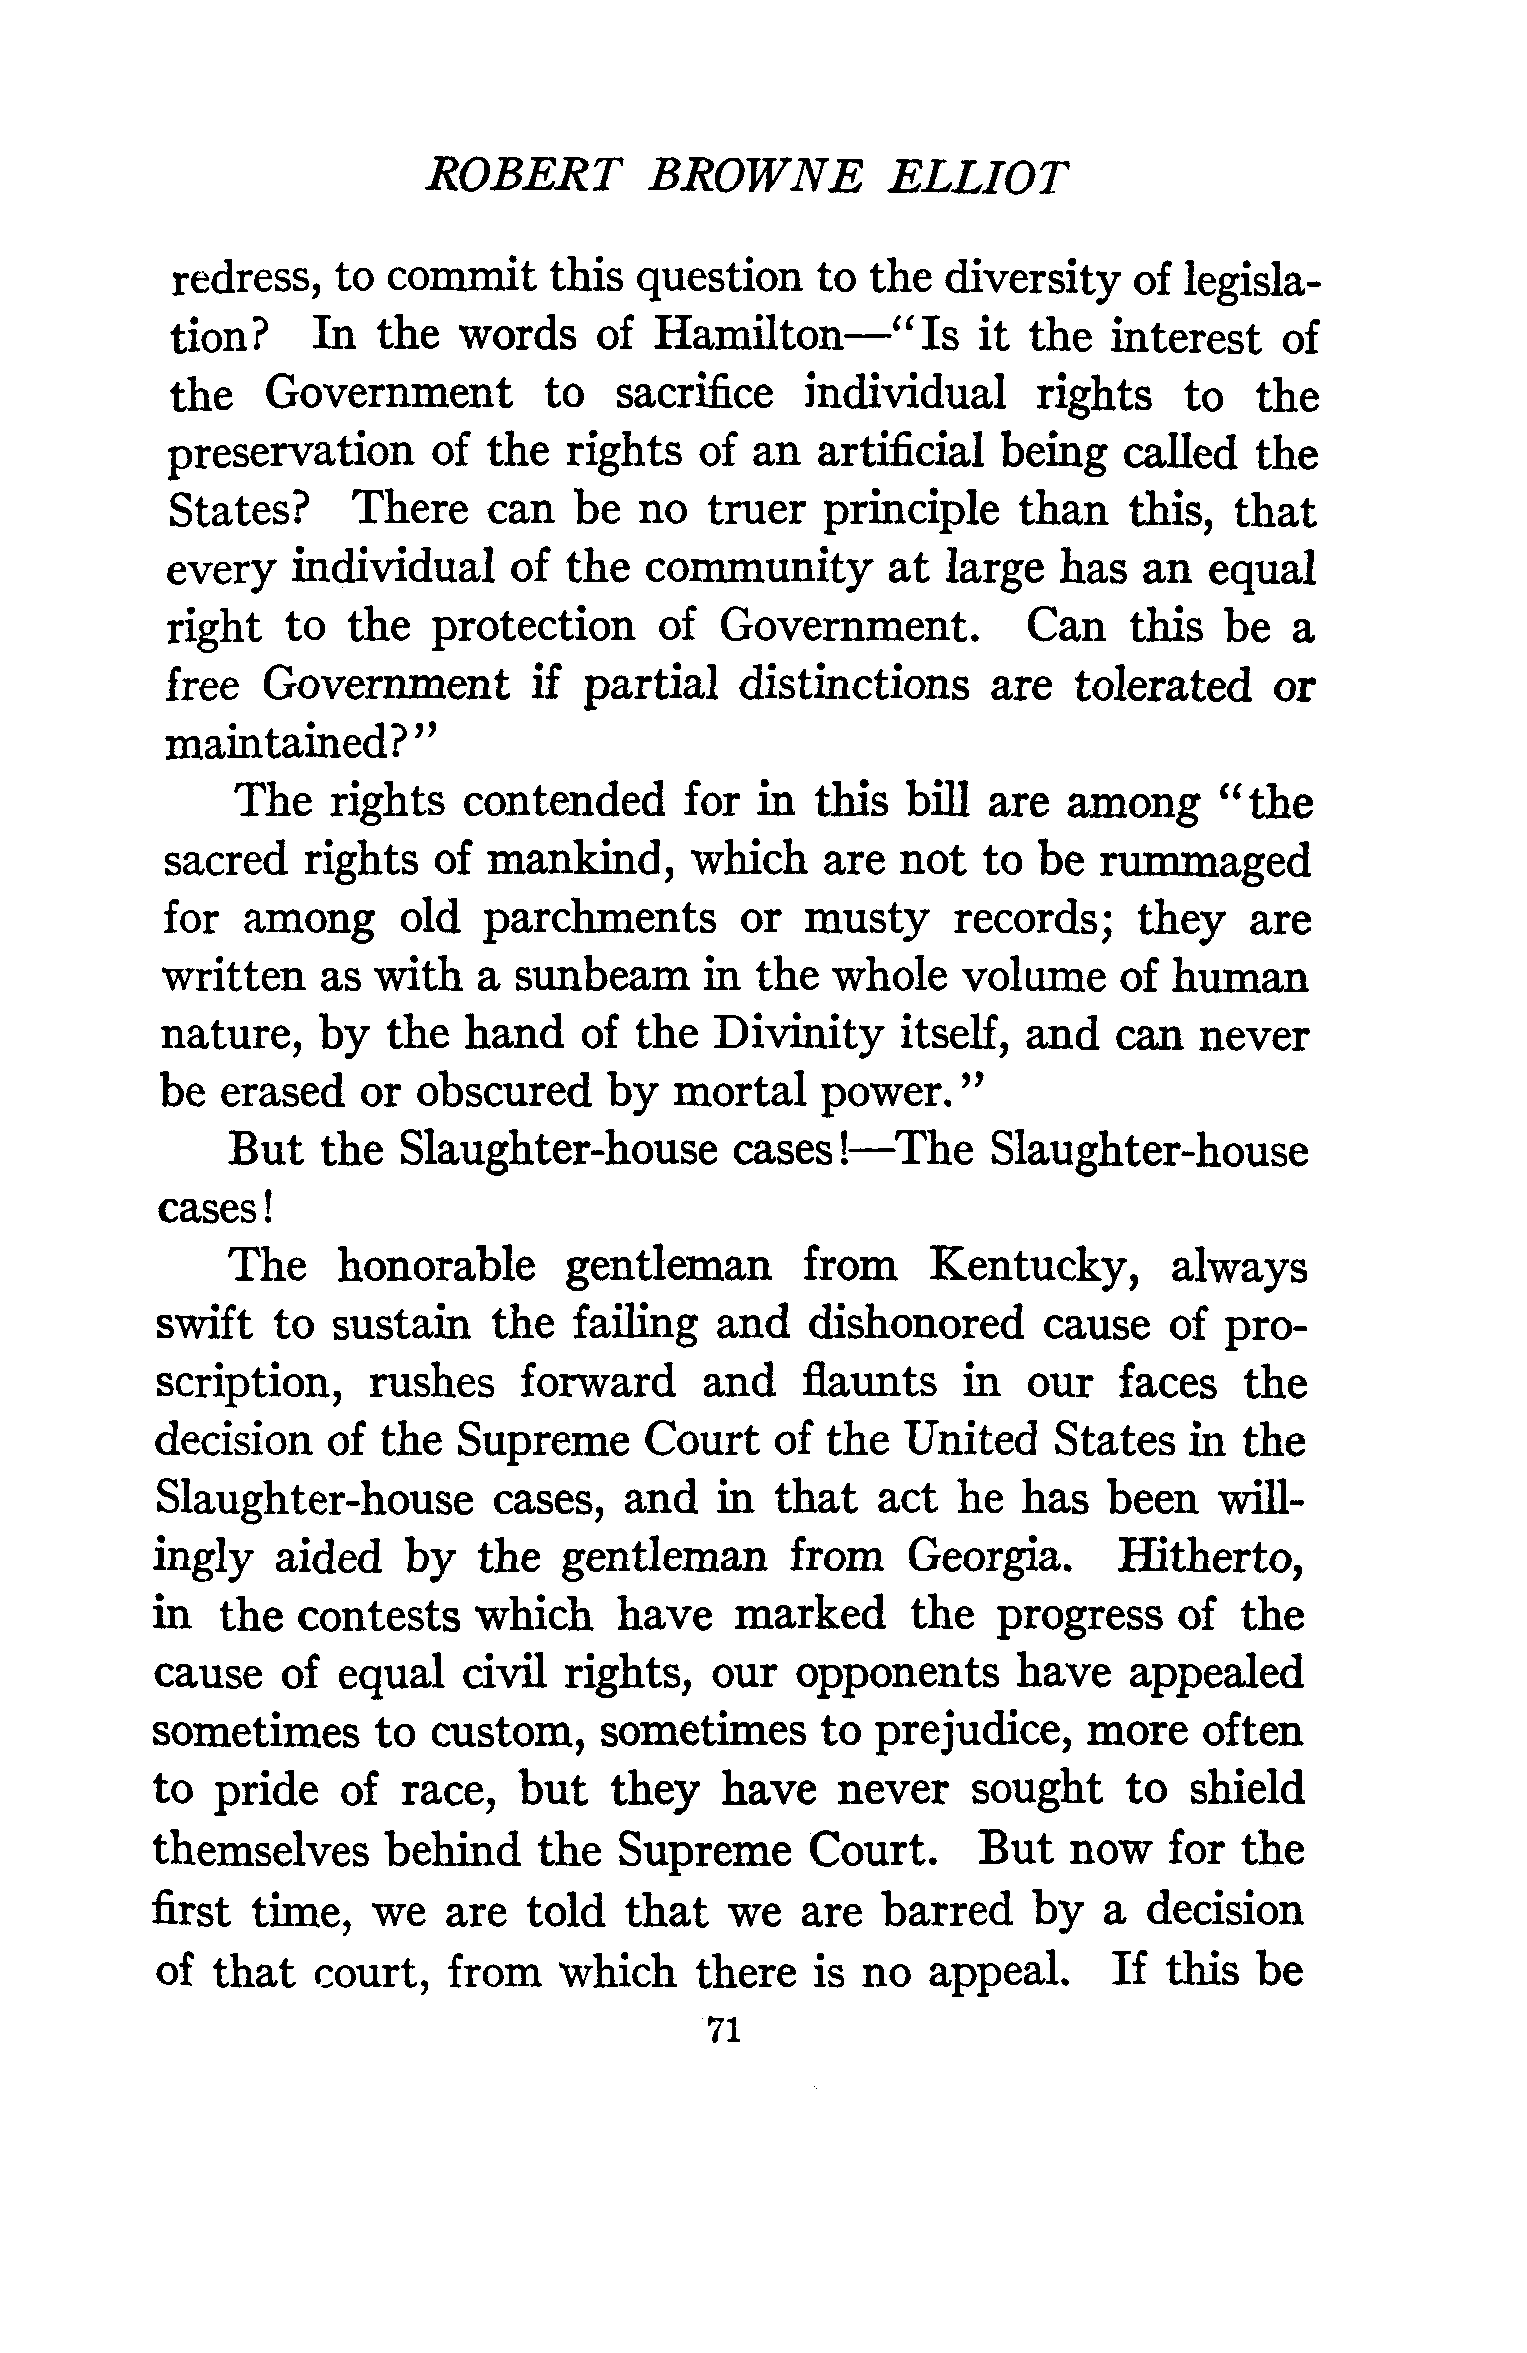 ROBERT BROWNE ELLIOT
redress, to commit this question to the diversity of legisla-
tion? In the words of Hamilton—“Is it the interest of
the Government to sacrifice individual rights to the
preservation of the rights of an artificial being called the
States? There can be no truer principle than this, that
every individual of the community at large has an equal
right to the protection of Government. Can this be a
free Government if partial distinctions are tolerated or
maintained?”
The rights contended for in this bill are among “the
sacred rights of mankind, which are not to be rummaged
for among old parchments or musty records; they are
written as with a sunbeam in the whole volume of human
nature, by the hand of the Divinity itself, and can never
be erased or obscured by mortal power.”
But the Slaughter-house cases!—The Slaughter-house
cases!
The honorable gentleman from Kentucky, always
swift to sustain the failing and dishonored cause of pro-
scription, rushes forward and flaunts in our faces the
decision of the Supreme Court of the United States in the
Slaughter-house cases, and in that act he has been will-
ingly aided by the gentleman from Georgia. Hitherto,
in the contests which have marked the progress of the
cause of equal civil rights, our opponents have appealed
sometimes to custom, sometimes to prejudice, more often
to pride of race, but they have never sought to shield
themselves behind the Supreme Court. But now for the
first time, we are told that we are barred by a decision
of that court, from which there is no appeal. If this be
71